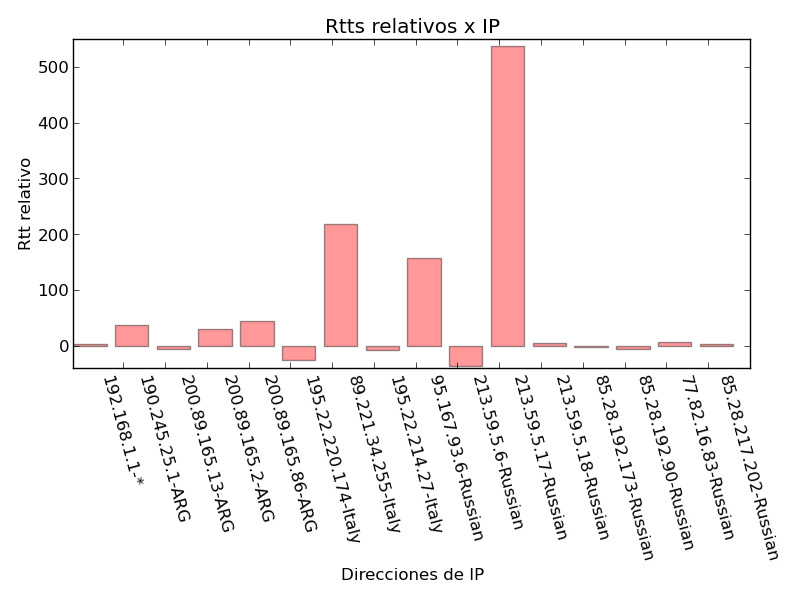 Rtts relativos x IP
Rtt relativo
500
400
300
200
100
0
192.168.1.1-*
190.245.25.1-ARG
200.89.165.13-ARG
200.89.165.2-ARG
200.89.165.86-ARG
195.22.220.174-Italy
89.221.34.255-Italy
195.22.214.27-Italy
95.167.93.6-Russian
213.59.5.6-Russian
213.59.5.17-Russian
213.59.5.18-Russian
85.28.192.173-Russian
85.28.192.90-Russian
77.82.16.83-Russian
85.28.217.202-Russian
Direcciones de IP